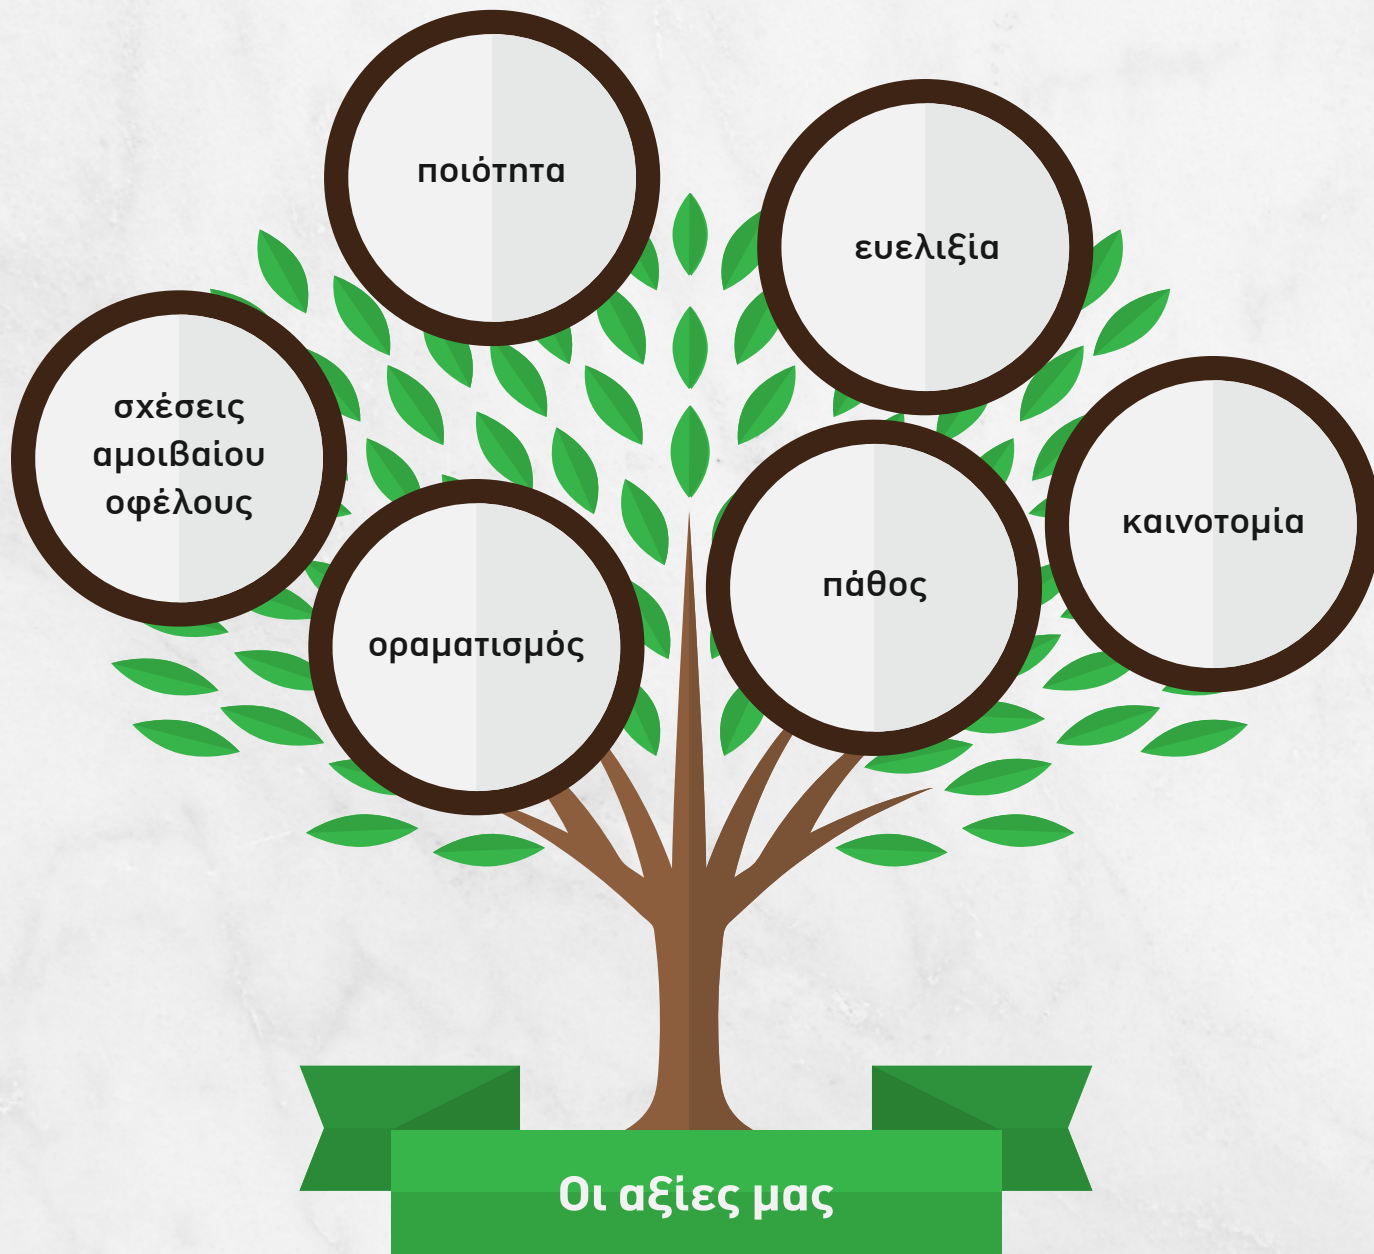 ποιότητα
ευελιξία
σχέσεις
αμοιβαίου
οφέλους
καινοτομία
πάθος
οραματισμός
Οι αξίες μας